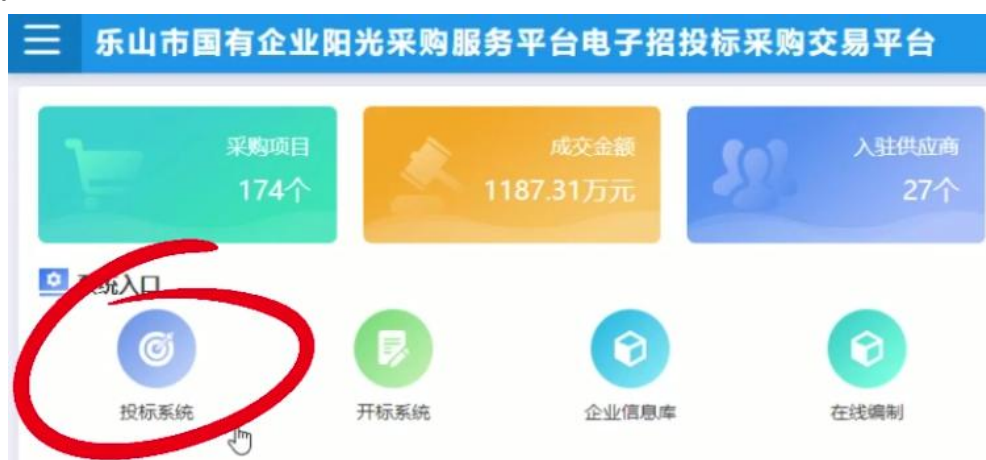 乐山市国有企业阳光采购服务平台电子招投标采购交易平台
采购项目
174个
成交金额
1187.31万元
入驻供应商
27个
系统入口
投标系统
开标系统
企业信息库
在线编制